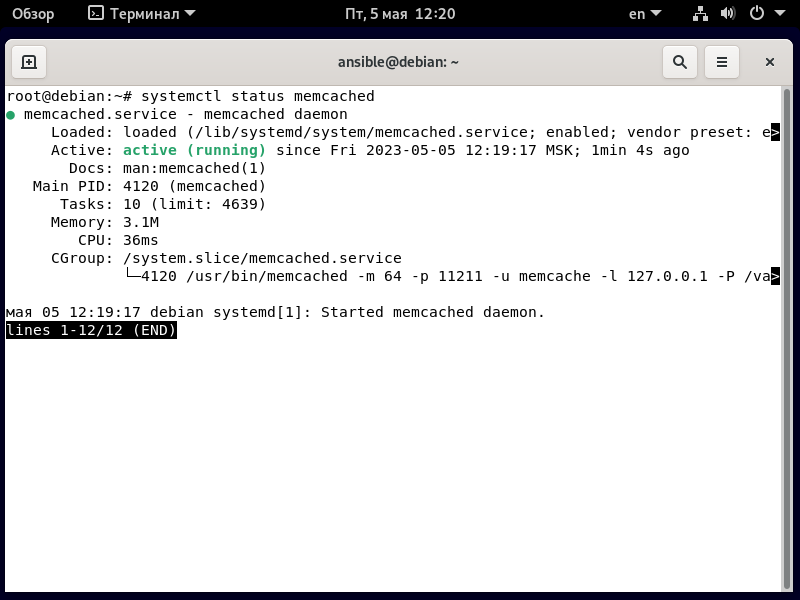 Обзор Терминал Пт, 5 мая 12:20 en
ansible@debian: ~
root@debian:~# systemctl status memcached
● memcached.service - memcached daemon
     Loaded: loaded (/lib/systemd/system/memcached.service; enabled; vendor preset: e>
     Active: active (running) since Fri 2023-05-05 12:19:17 MSK; 1min 4s ago
       Docs: man:memcached(1)
   Main PID: 4120 (memcached)
      Tasks: 10 (limit: 4639)
     Memory: 3.1M
        CPU: 36ms
     CGroup: /system.slice/memcached.service
             └─4120 /usr/bin/memcached -m 64 -p 11211 -u memcache -l 127.0.0.1 -P /va>
мая 05 12:19:17 debian systemd[1]: Started memcached daemon.
lines 1-12/12 (END)